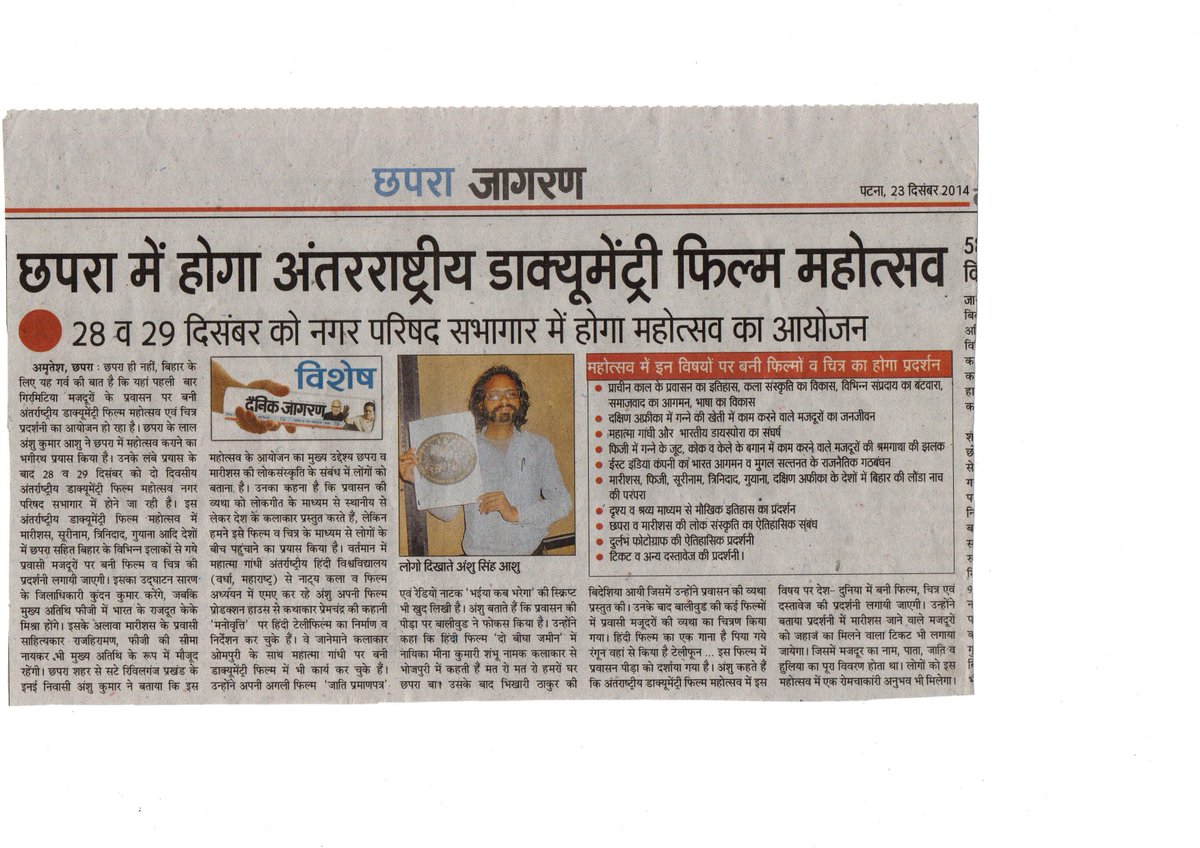 छपरा जागरण
पटना, 23 दिसंबर 2014
छपरा में होगा अंतरराष्ट्रीय डाक्यूमेंट्री फिल्म महोत्सव
28 व 29 दिसंबर को नगर परिषद सभागार में होगा महोत्सव का आयोजन
अमृतेश, छपरा : छपरा ही नहीं, बिहार के
लिए यह गर्व की बात है कि यहां पहली बार
गिरमिटिया मजदूरों के प्रवासन पर बनी
अंतर्राष्ट्रीय डाक्यूमेंट्री फिल्म महोत्सव एवं चित्र
प्रदर्शनी का आयोजन हो रहा है। छपरा के लाल
अंशु कुमार आशु ने छपरा में महोत्सव कराने का
भगीरथ प्रयास किया है। उनके लंबे प्रयास के
बाद 28 व 29 दिसंबर को दो दिवसीय
अंतर्राष्ट्रीय डाक्यूमेंट्री फिल्म महोत्सव नगर
परिषद सभागार में होने जा रही है। इस
अंतर्राष्ट्रीय डाक्यूमेंट्री फिल्म महोत्सव में
मारीशस, सूरीनाम, त्रिनिदाद, गुयाना आदि देशों
में छपरा सहित बिहार के विभिन्न इलाकों से गये
प्रवासी मजदूरों पर बनी फिल्म व चित्र की
प्रदर्शनी लगायी जाएगी। इसका उद्घाटन सारण
के जिलाधिकारी कुंदन कुमार करेंगे, जबकि
मुख्य अतिथि फीजी में भारत के राजदूत केके
मिश्रा होंगे। इसके अलावा मारीशस के प्रवासी
साहित्यकार राजहिरामण, फीजी की सीमा
नायकर भी मुख्य अतिथि के रूप में मौजूद
रहेंगी। छपरा शहर से सटे रिविलगंज प्रखंड के
इनई निवासी अंशु कुमार ने बताया कि इस
विशेष
दैनिक जागरण
महोत्सव के आयोजन का मुख्य उद्देश्य छपरा व
मारीशस की लोकसंस्कृति के संबंध में लोगों को
बताना है। उनका कहना है कि प्रवासन की
व्यथा को लोकगीत के माध्यम से स्थानीय से
लेकर देश के कलाकार प्रस्तुत करते हैं, लेकिन
हमने इसे फिल्म व चित्र के माध्यम से लोगों के
बीच पहुंचाने का प्रयास किया है। वर्तमान में
महात्मा गांधी अंतर्राष्ट्रीय हिंदी विश्वविद्यालय
(वर्धा, महाराष्ट्र) से नाट्य कला व फिल्म
अध्ययन में एमए कर रहे अंशु अपनी फिल्म
प्रोडक्शन हाउस से कथाकार प्रेमचंद्र की कहानी
'मनोवृत्ति' पर हिंदी टेलीफिल्म का निर्माण व
निर्देशन कर चुके हैं। वे जानेमाने कलाकार
ओमपुरी के साथ महात्मा गांधी पर बनी
डाक्यूमेंट्री फिल्म में भी कार्य कर चुके हैं।
उन्होंने अपनी अगली फिल्म 'जाति प्रमाणपत्र'
लोगो दिखाते अंशु सिंह आशु
एवं रेडियो नाटक 'भईया कब भरेगा' की स्क्रिप्ट
भी खुद लिखी है। अंशु बताते हैं कि प्रवासन की
पीड़ा पर बालीवुड ने फोकस किया है। उन्होंने
कहा कि हिंदी फिल्म 'दो बीघा जमीन' में
नायिका मीना कुमारी शंभू नामक कलाकार से
भोजपुरी में कहती हैं मत रो मत रो हमरों घर
छपरा बा? उसके बाद भिखारी ठाकुर की
महोत्सव में इन विषयों पर बनी फिल्मों व चित्र का होगा प्रदर्शन
● प्राचीन काल के प्रवासन का इतिहास, कला संस्कृति का विकास, विभिन्न संप्रदाय का बंटवारा,
समाजवाद का आगमन, भाषा का विकास
● दक्षिण अफ्रीका में गन्ने की खेती में काम करने वाले मजदूरों का जनजीवन
● महात्मा गांधी और भारतीय डायस्पोरा का संघर्ष
● फिजी में गन्ने के जूट, कोक व केले के बगान में काम करने वाले मजदूरों की श्रमगाथा की झलक
● ईस्ट इंडिया कंपनी का भारत आगमन व मुगल सल्तनत के राजनैतिक गठबंधन
● मारीशस, फिजी, सूरीनाम, त्रिनिदाद, गुयाना, दक्षिण अफ्रीका के देशों में बिहार की लौंडा नाच
की परंपरा
● दृश्य व श्रव्य माध्यम से मौखिक इतिहास का प्रदर्शन
● छपरा व मारीशस की लोक संस्कृति का ऐतिहासिक संबंध
● दुर्लभ फोटोग्राफ की ऐतिहासिक प्रदर्शनी
● टिकट व अन्य दस्तावेज की प्रदर्शनी।
बिदेशिया आयी जिसमें उन्होंने प्रवासन की व्यथा
प्रस्तुत की। उनके बाद बालीवुड की कई फिल्मों
में प्रवासी मजूदरों की व्यथा का चित्रण किया
गया। हिंदी फिल्म का एक गाना है पिया गये
रंगून वहां से किया है टेलीफून ... इस फिल्म में
प्रवासन पीड़ा को दर्शाया गया है। अंशु कहते हैं
कि अंतंराष्ट्रीय डाक्यूमेंट्री फिल्म महोत्सव में इस
विषय पर देश- दुनिया में बनी फिल्म, चित्र एवं
दस्तावेज की प्रदर्शनी लगायी जाएगी। उन्होंने
बताया प्रदर्शनी में मारीशस जाने वाले मजदूरों
को जहाज का मिलने वाला टिकट भी लगाया
जायेगा। जिसमें मजदूर का नाम, पाता, जाति व
हुलिया का पूरा विवरण होता था। लोगों को इस
महोत्सव में एक रोमचाकांरी अनुभव भी मिलेगा।